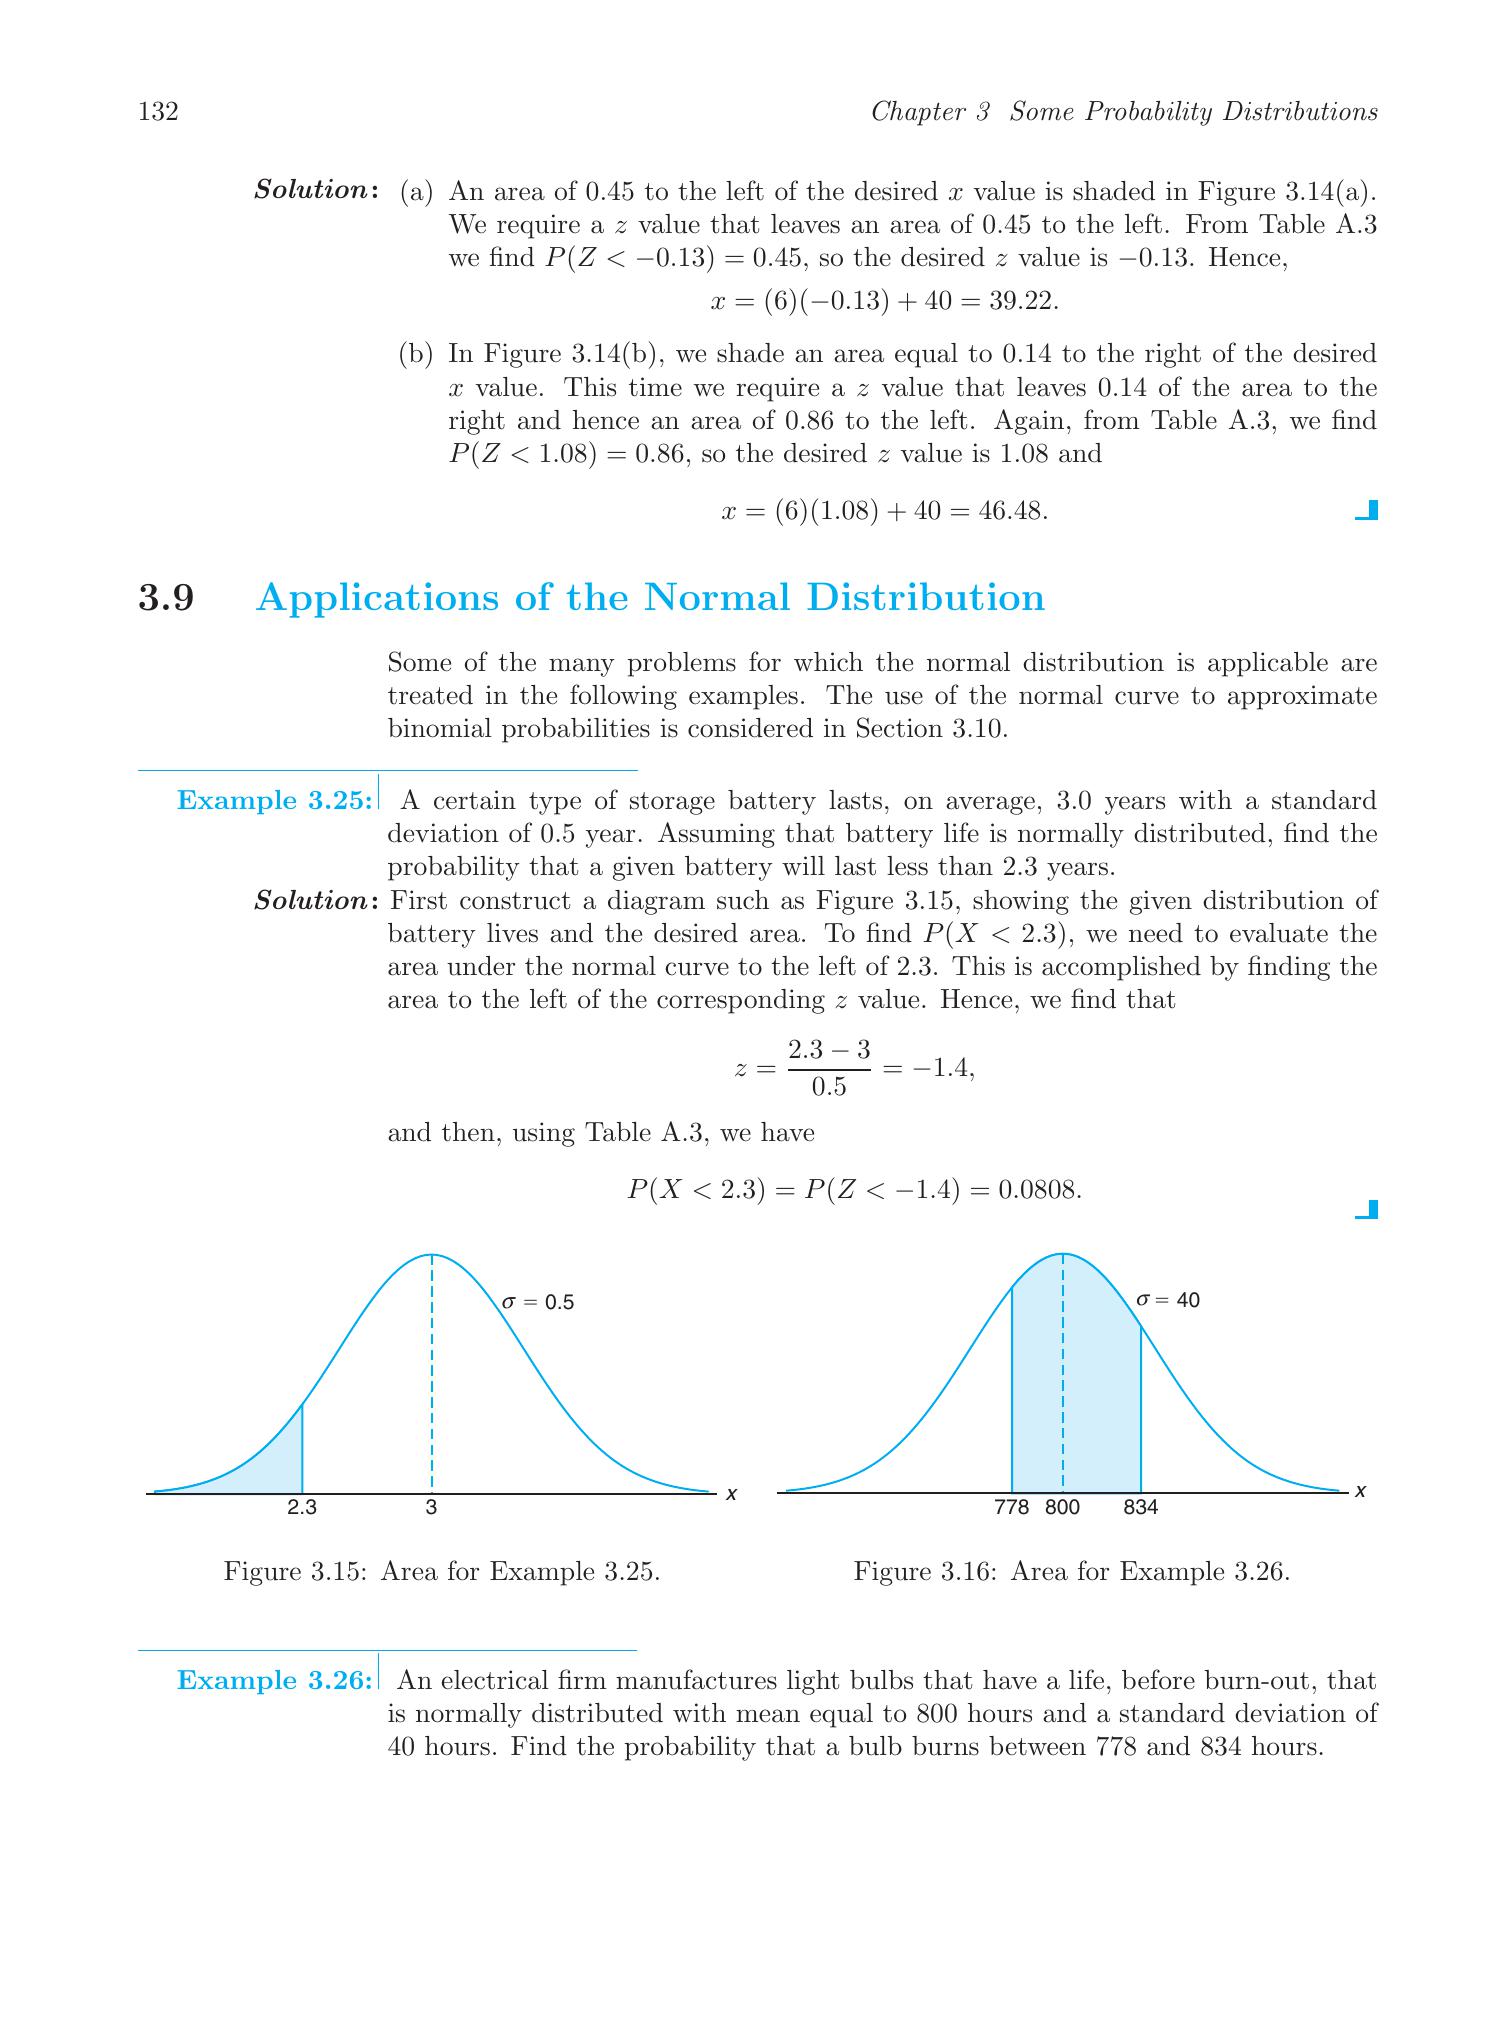 132
Chapter 3 Some Probability Distributions
Solution: (a) An area of 0.45 to the left of the desired x value is shaded in Figure 3.14(a).
We require a z value that leaves an area of 0.45 to the left. From Table A.3
we find P(Z < −0.13) = 0.45, so the desired z value is −0.13. Hence,
x = (6)(−0.13) + 40 = 39.22.
(b) In Figure 3.14(b), we shade an area equal to 0.14 to the right of the desired
x value. This time we require a z value that leaves 0.14 of the area to the
right and hence an area of 0.86 to the left. Again, from Table A.3, we find
P(Z < 1.08) = 0.86, so the desired z value is 1.08 and
x = (6)(1.08) + 40 = 46.48.
3.9 Applications of the Normal Distribution
Some of the many problems for which the normal distribution is applicable are
treated in the following examples. The use of the normal curve to approximate
binomial probabilities is considered in Section 3.10.
Example 3.25: A certain type of storage battery lasts, on average, 3.0 years with a standard
deviation of 0.5 year. Assuming that battery life is normally distributed, find the
probability that a given battery will last less than 2.3 years.
Solution: First construct a diagram such as Figure 3.15, showing the given distribution of
battery lives and the desired area. To find P(X < 2.3), we need to evaluate the
area under the normal curve to the left of 2.3. This is accomplished by finding the
area to the left of the corresponding z value. Hence, we find that
z = (2.3 − 3)/0.5 = −1.4,
and then, using Table A.3, we have
P(X < 2.3) = P(Z < −1.4) = 0.0808.
σ = 0.5
x
2.3 3
Figure 3.15: Area for Example 3.25.
σ = 40
x
778 800 834
Figure 3.16: Area for Example 3.26.
Example 3.26: An electrical firm manufactures light bulbs that have a life, before burn-out, that
is normally distributed with mean equal to 800 hours and a standard deviation of
40 hours. Find the probability that a bulb burns between 778 and 834 hours.